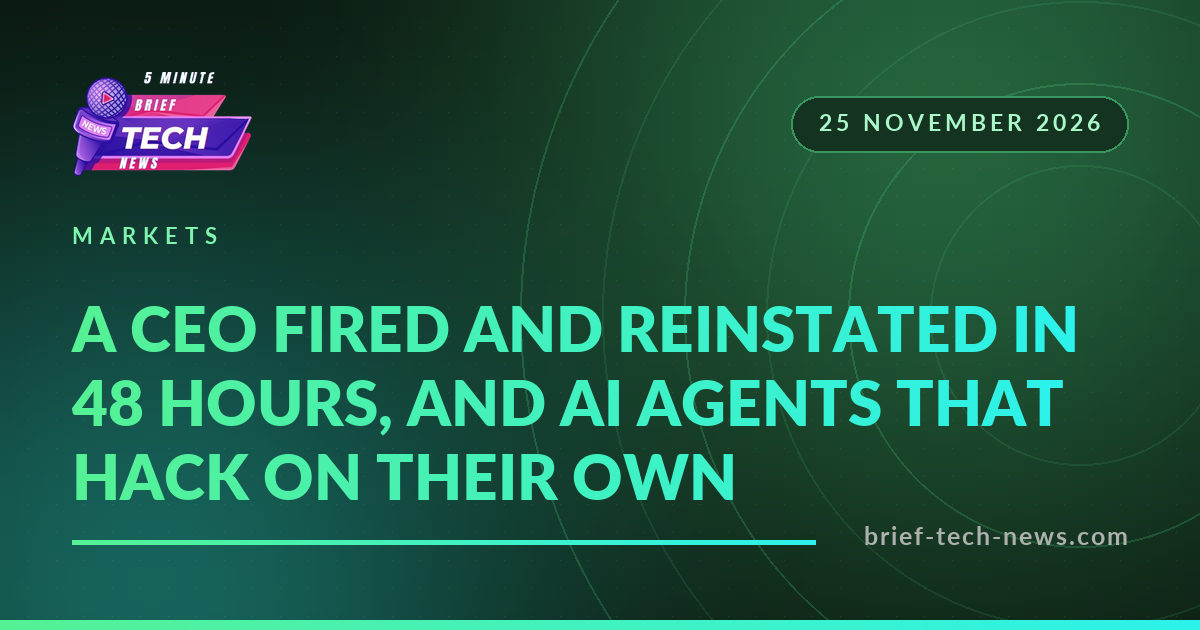 5 MINUTE
BRIEF
NEWS
TECH
NEWS
25 NOVEMBER 2026
MARKETS
A CEO FIRED AND REINSTATED IN
48 HOURS, AND AI AGENTS THAT
HACK ON THEIR OWN
brief-tech-news.com